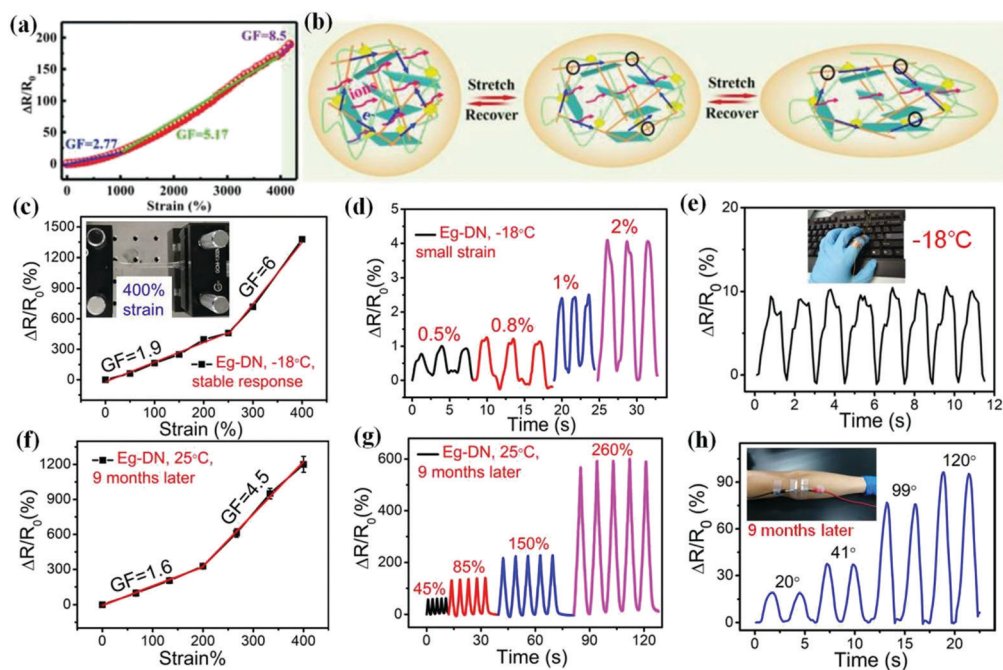 (a)
200
150
100
50
0
ΔR/R₀
GF=2.77
GF=5.17
GF=8.5
0 1000 2000 3000 4000
Strain (%)
(b)
ions
e-
Stretch
Recover
Stretch
Recover
(c)
1500
1200
900
600
300
0
ΔR/R₀ (%)
400%
strain
GF=1.9
GF=6
Eg-DN, -18°C,
stable response
0 100 200 300 400
Strain (%)
(d)
5
4
3
2
1
0
ΔR/R₀ (%)
Eg-DN, -18°C
small strain
0.5%
0.8%
1%
2%
0 5 10 15 20 25 30
Time (s)
(e)
20
10
0
ΔR/R₀ (%)
-18°C
0 2 4 6 8 10 12
Time (s)
(f)
1200
900
600
300
0
ΔR/R₀ (%)
Eg-DN, 25°C,
9 months later
GF=1.6
GF=4.5
0 100 200 300 400
Strain%
(g)
600
400
200
0
ΔR/R₀ (%)
Eg-DN, 25°C,
9 months later
45%
85%
150%
260%
0 30 60 90 120
Time (s)
(h)
120
90
60
30
0
ΔR/R₀ (%)
9 months later
20°
41°
99°
120°
0 5 10 15 20
Time (s)